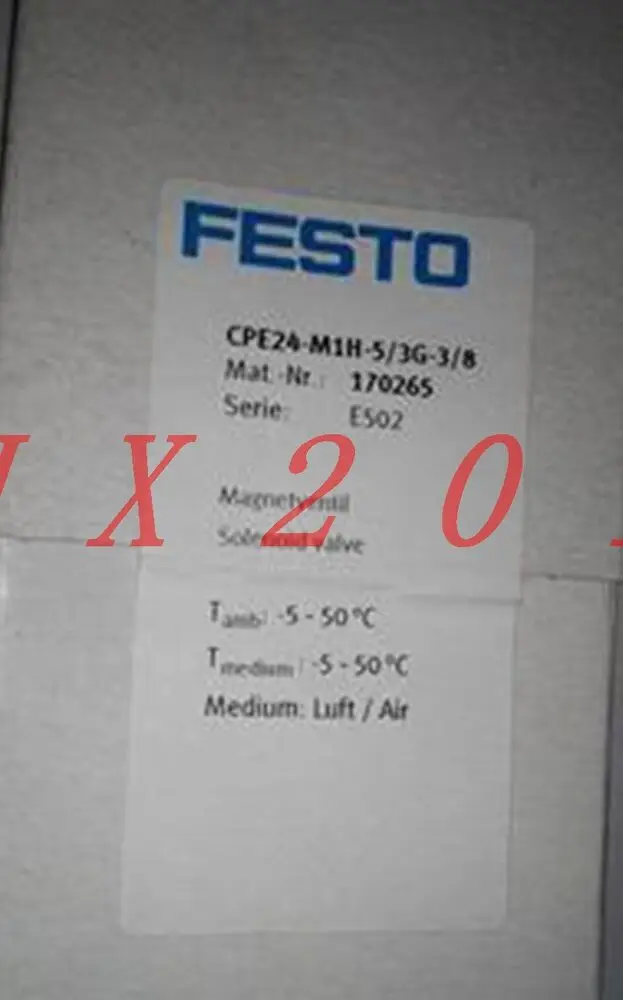 FESTO
CPE24-M1H-5/3G-3/8
Mat.-Nr.: 170265
Serie: E502
X 2 0
Magnetventil
Solenoid valve
Tamb: -5 - 50 °C
Tmedium: -5 - 50 °C
Medium: Luft / Air